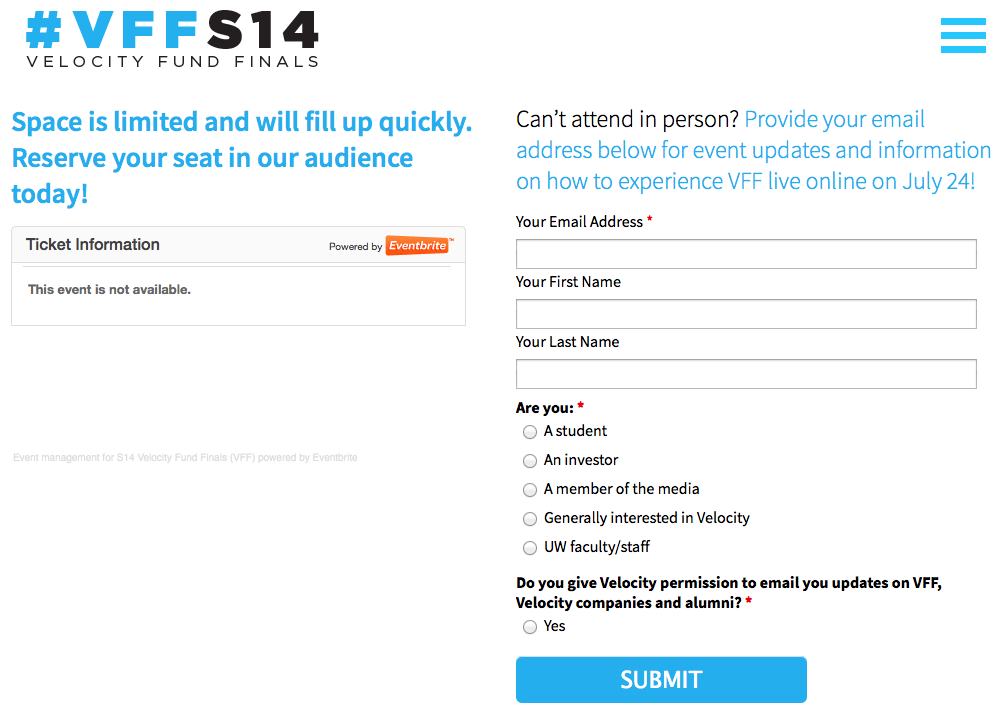 #VFFS14
VELOCITY FUND FINALS
Space is limited and will fill up quickly.
Reserve your seat in our audience
today!
Ticket Information
Powered by Eventbrite™
This event is not available.
Event management for S14 Velocity Fund Finals (VFF) powered by Eventbrite
Can't attend in person? Provide your email
address below for event updates and information
on how to experience VFF live online on July 24!
Your Email Address *
Your First Name
Your Last Name
Are you: *
A student
An investor
A member of the media
Generally interested in Velocity
UW faculty/staff
Do you give Velocity permission to email you updates on VFF,
Velocity companies and alumni? *
Yes
SUBMIT